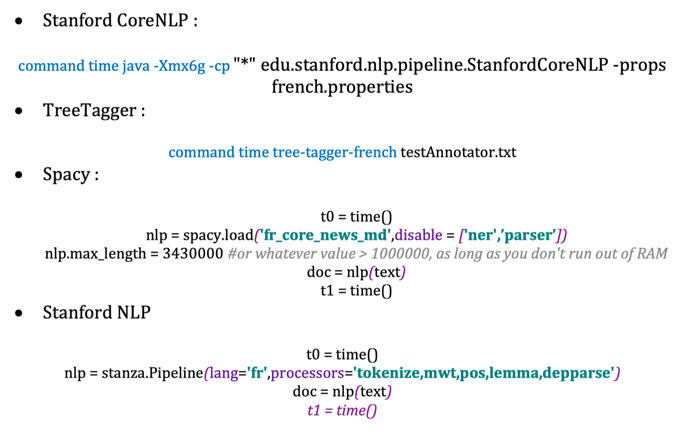 • Stanford CoreNLP :
command time java -Xmx6g -cp "*" edu.stanford.nlp.pipeline.StanfordCoreNLP -props
french.properties
• TreeTagger :
command time tree-tagger-french testAnnotator.txt
• Spacy :
t0 = time()
nlp = spacy.load('fr_core_news_md',disable = ['ner','parser'])
nlp.max_length = 3430000 #or whatever value > 1000000, as long as you don't run out of RAM
doc = nlp(text)
t1 = time()
• Stanford NLP
t0 = time()
nlp = stanza.Pipeline(lang='fr',processors='tokenize,mwt,pos,lemma,depparse')
doc = nlp(text)
t1 = time()